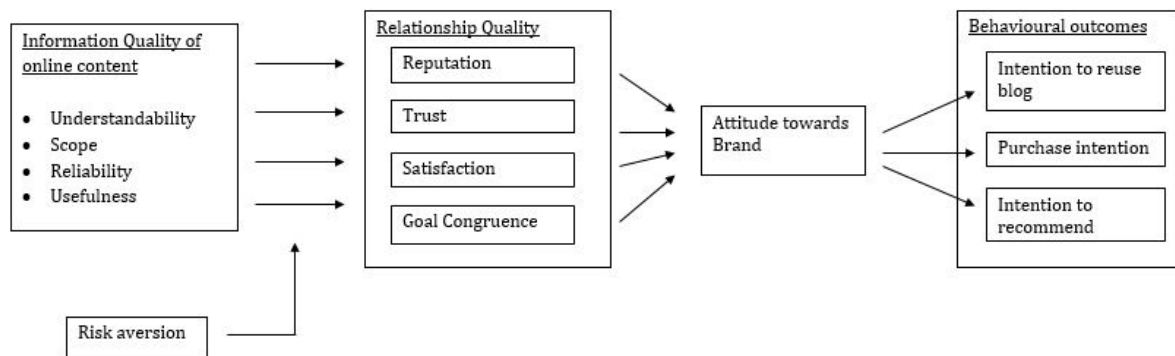 Information Quality of
online content
• Understandability
• Scope
• Reliability
• Usefulness
Risk aversion
Relationship Quality
Reputation
Trust
Satisfaction
Goal Congruence
Attitude towards
Brand
Behavioural outcomes
Intention to reuse
blog
Purchase intention
Intention to
recommend